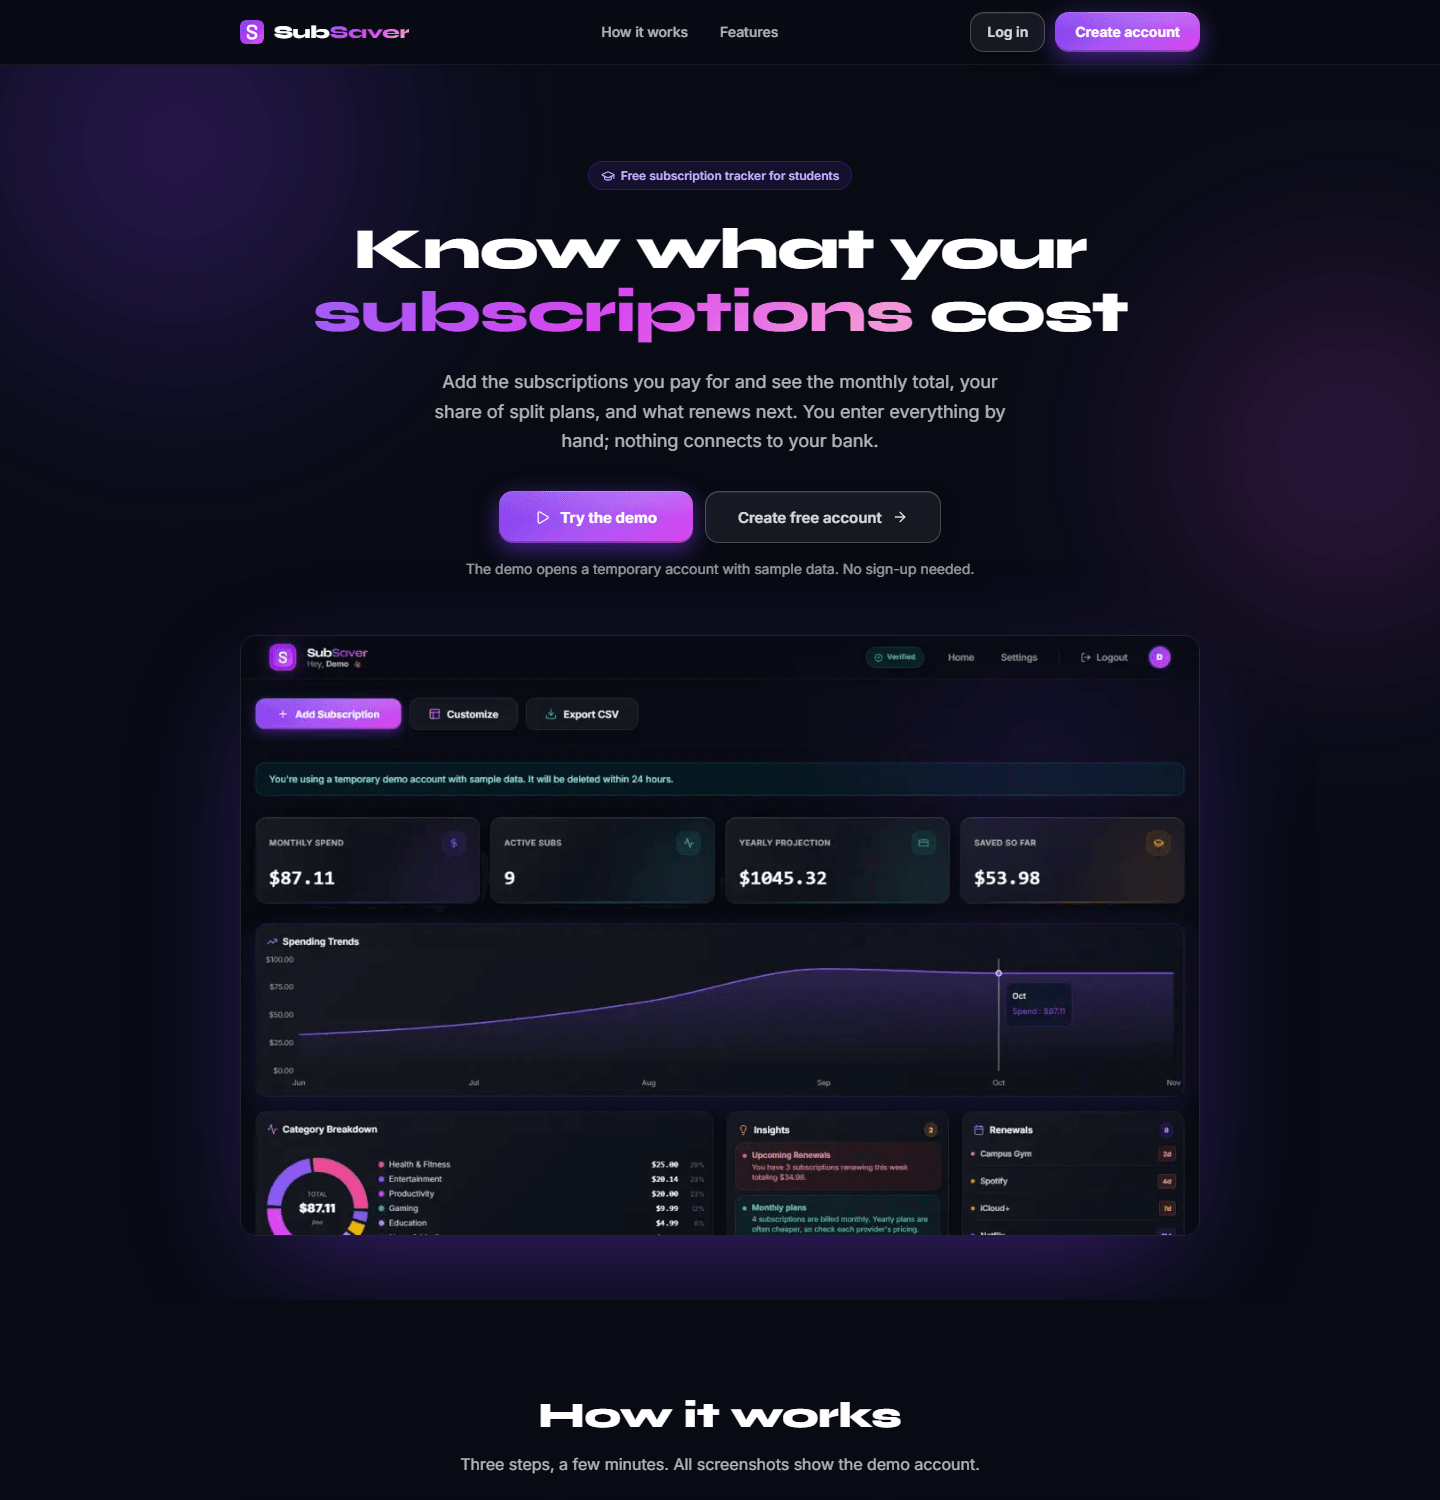 SubSaver
How it works
Features
Log in
Create account
Free subscription tracker for students
Know what your
subscriptions cost
Add the subscriptions you pay for and see the monthly total, your
share of split plans, and what renews next. You enter everything by
hand; nothing connects to your bank.
Try the demo
Create free account
The demo opens a temporary account with sample data. No sign-up needed.
S
SubSaver
Hey, Demo
Verified
Home
Settings
Logout
D
Add Subscription
Customize
Export CSV
You're using a temporary demo account with sample data. It will be deleted within 24 hours.
MONTHLY SPEND
$87.11
ACTIVE SUBS
9
YEARLY PROJECTION
$1045.32
SAVED SO FAR
$53.98
Spending Trends
$100.00
$75.00
$50.00
$25.00
$0.00
Oct
Spend : $87.11
Jun
Jul
Aug
Sep
Oct
Nov
Category Breakdown
TOTAL
$87.11
/mo
Health & Fitness $25.00 29%
Entertainment $20.14 23%
Productivity $20.00 23%
Gaming $9.99 12%
Education $4.99 6%
Insights
2
Upcoming Renewals
You have 3 subscriptions renewing this week
totaling $34.98.
Monthly plans
4 subscriptions are billed monthly. Yearly plans are
often cheaper, so check each provider's pricing.
Renewals
8
Campus Gym 2d
Spotify 4d
iCloud+ 7d
How it works
Three steps, a few minutes. All screenshots show the demo account.